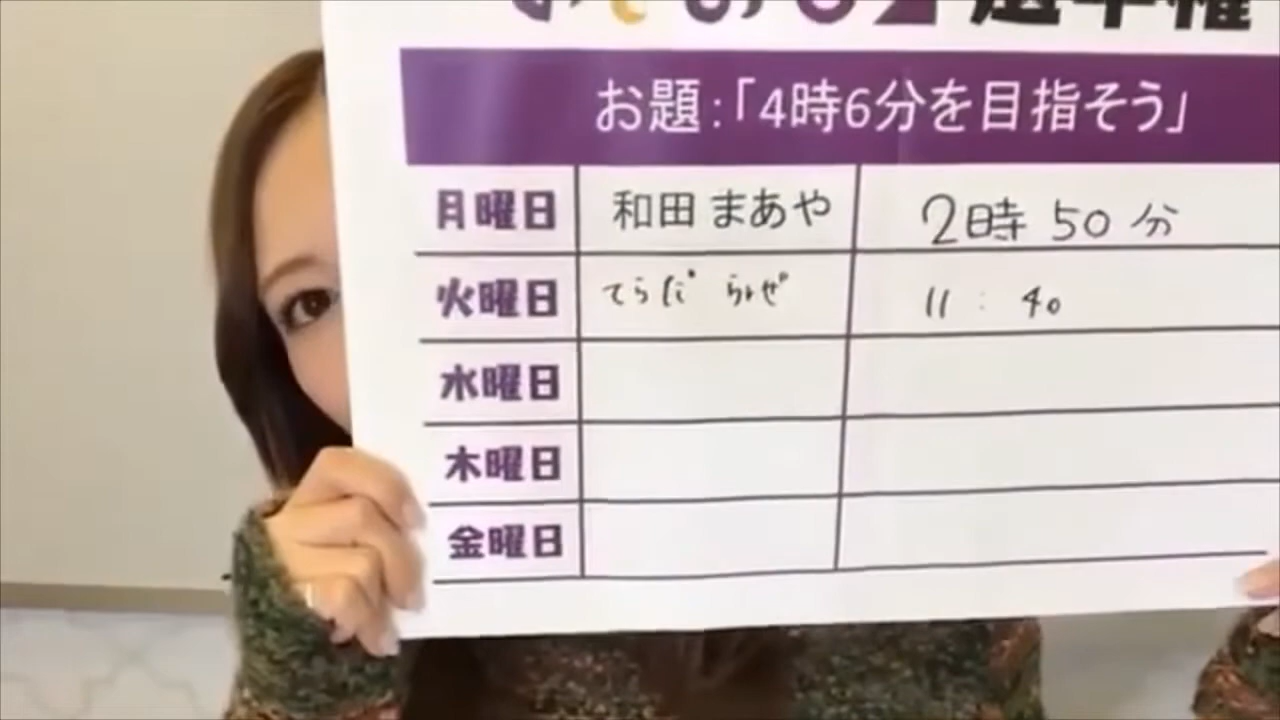 選手権
お題:「4時6分を目指そう」
月曜日 和田 まあや 2時 50分
火曜日 てらだ らんぜ 11:40
水曜日
木曜日
金曜日